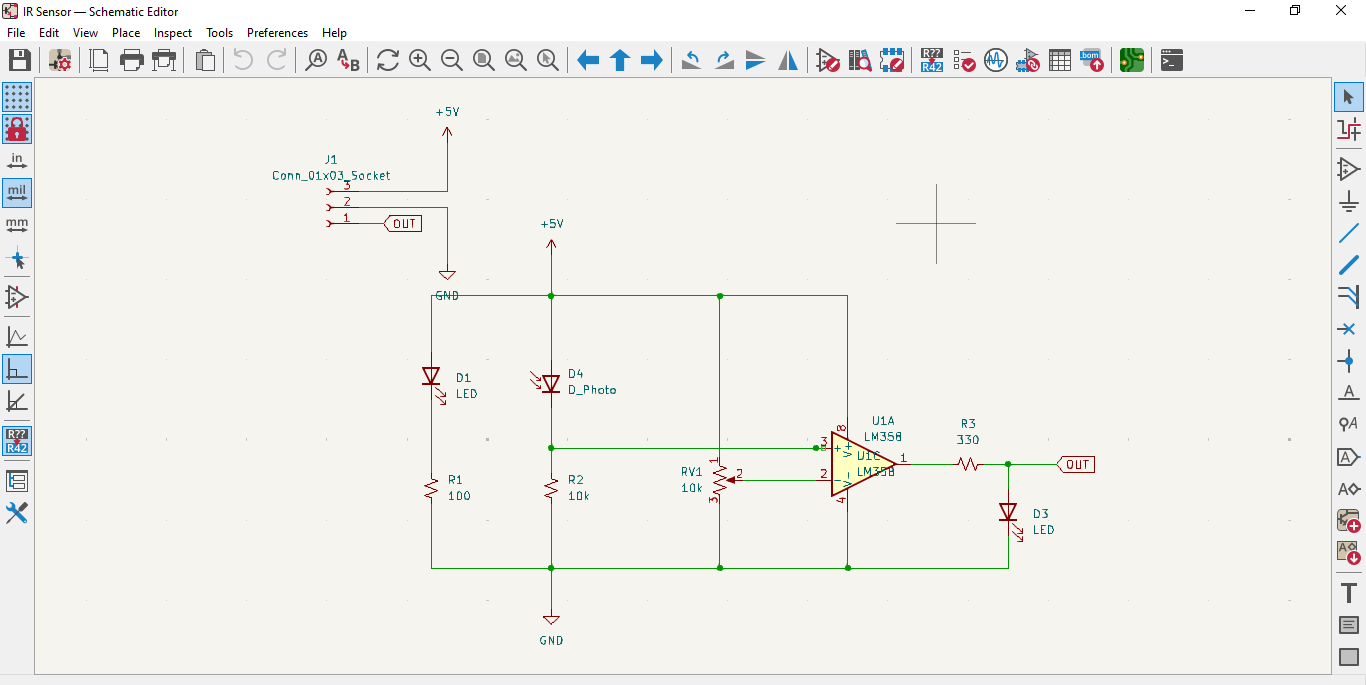 IR Sensor — Schematic Editor
File Edit View Place Inspect Tools Preferences Help
A B R?? R42 bom
in
mil
mm
R?? R42
+5V
J1
Conn_01x03_Socket
3
2
1 OUT
+5V
GND
D1
LED
D4
D_Photo
U1A
LM358
8
3
+
V+
U1C
LM358
2
-
V-
4
1
R3
330
OUT
RV1
10k
1
2
3
R1
100
R2
10k
D3
LED
GND
A
A
A
A
A
T